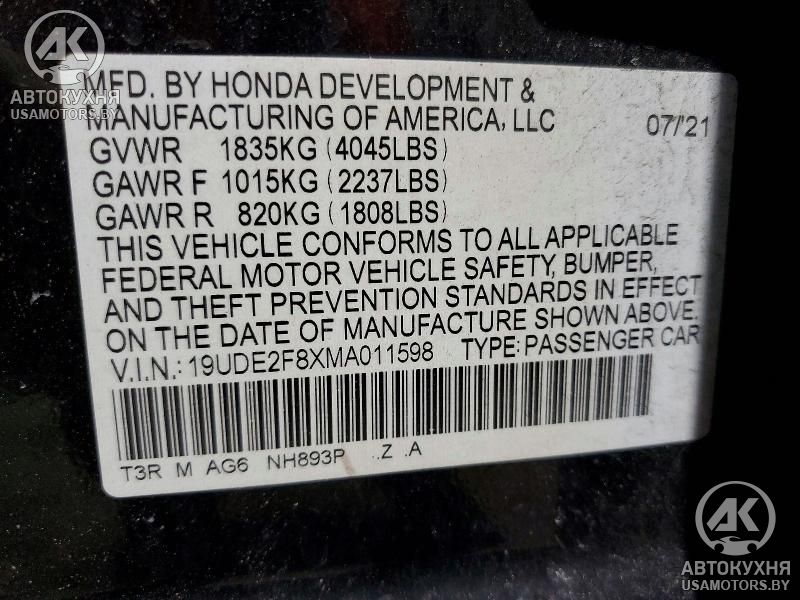 AK
АВТОКУХНЯ
USAMOTORS.BY
MFD. BY HONDA DEVELOPMENT &
MANUFACTURING OF AMERICA, LLC 07/'21
GVWR 1835KG (4045LBS)
GAWR F 1015KG (2237LBS)
GAWR R 820KG (1808LBS)
THIS VEHICLE CONFORMS TO ALL APPLICABLE
FEDERAL MOTOR VEHICLE SAFETY, BUMPER,
AND THEFT PREVENTION STANDARDS IN EFFECT
ON THE DATE OF MANUFACTURE SHOWN ABOVE.
V.I.N.: 19UDE2F8XMA011598 TYPE: PASSENGER CAR
T3R M AG6 NH893P .Z .A
AK
АВТОКУХНЯ
USAMOTORS.BY